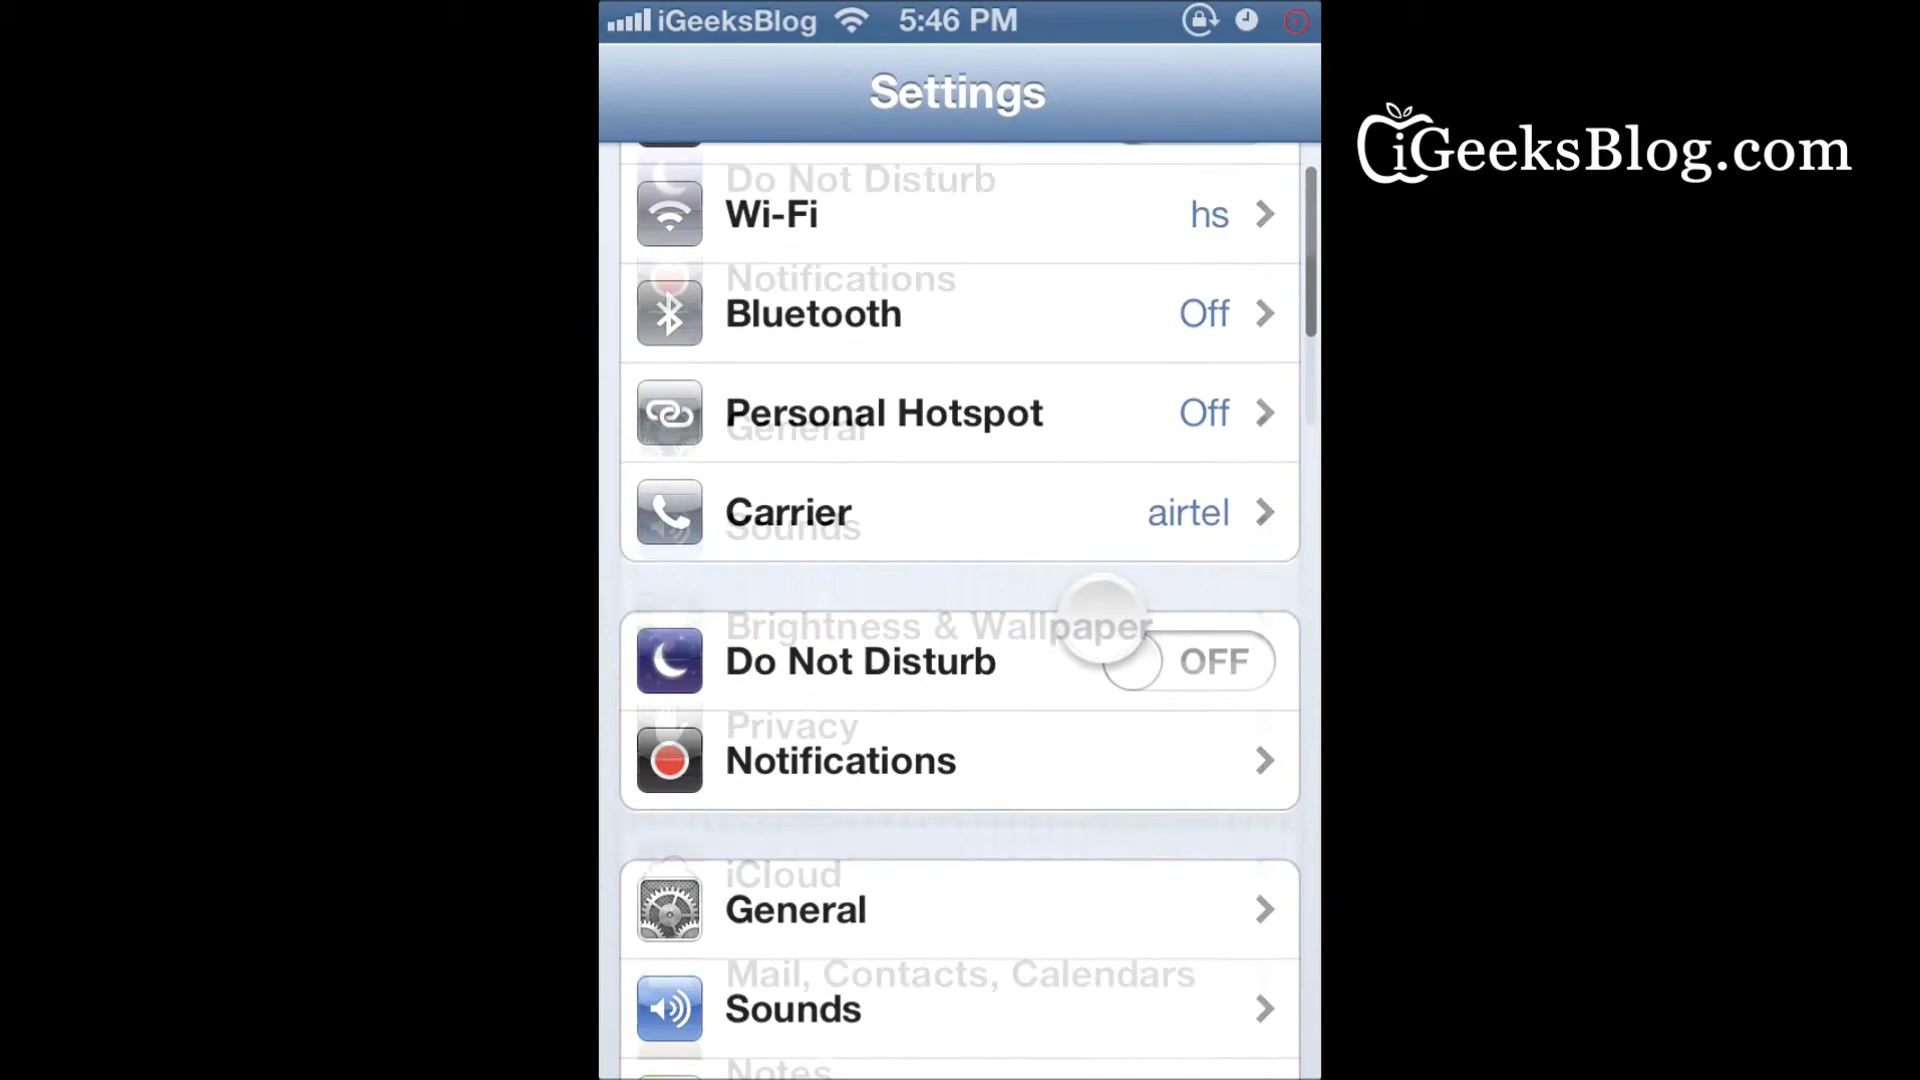 iGeeksBlog 5:46 PM
Settings
iGeeksBlog.com
Do Not Disturb
Wi-Fi hs
Notifications
Bluetooth Off
Personal Hotspot Off
General
Carrier airtel
Sounds
Brightness & Wallpaper
Do Not Disturb OFF
Privacy
Notifications
iCloud
General
Mail, Contacts, Calendars
Sounds
Notes